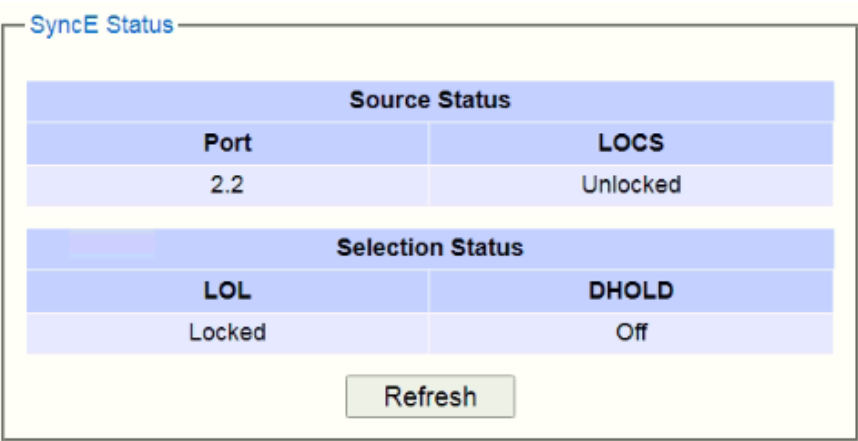 SyncE Status
Source Status
Port LOCS
2.2 Unlocked
Selection Status
LOL DHOLD
Locked Off
Refresh